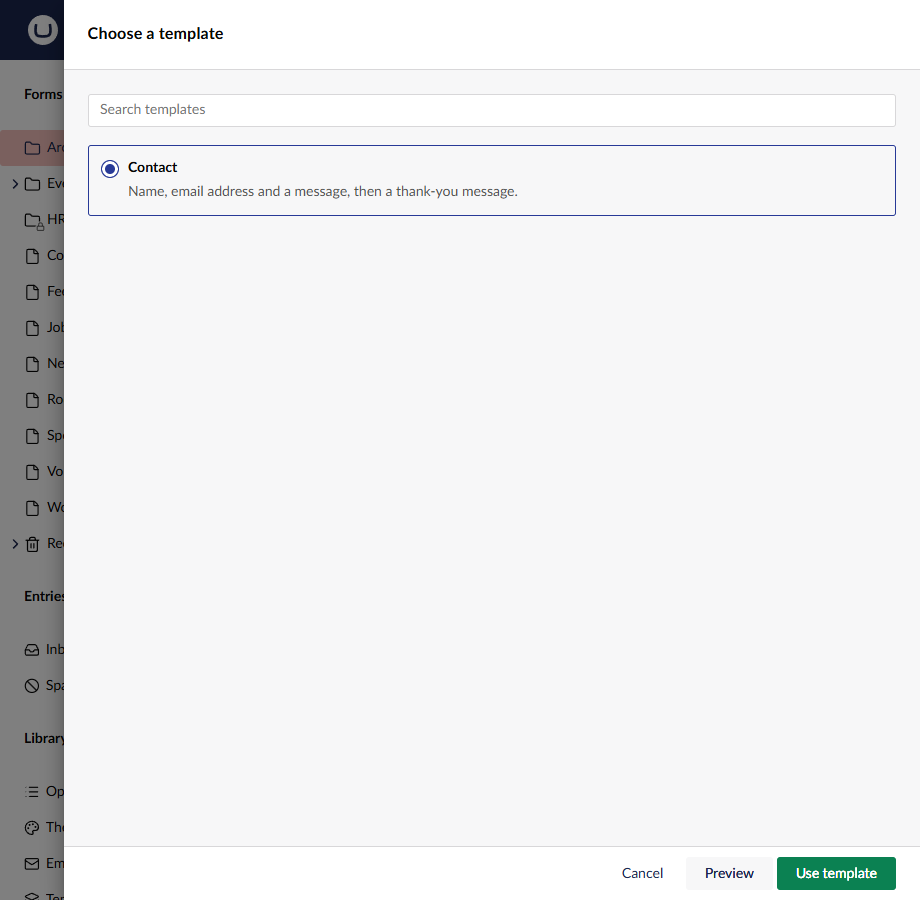 Choose a template
Search templates
Contact
Name, email address and a message, then a thank-you message.
Cancel
Preview
Use template
Forms
HR
Entries
Library